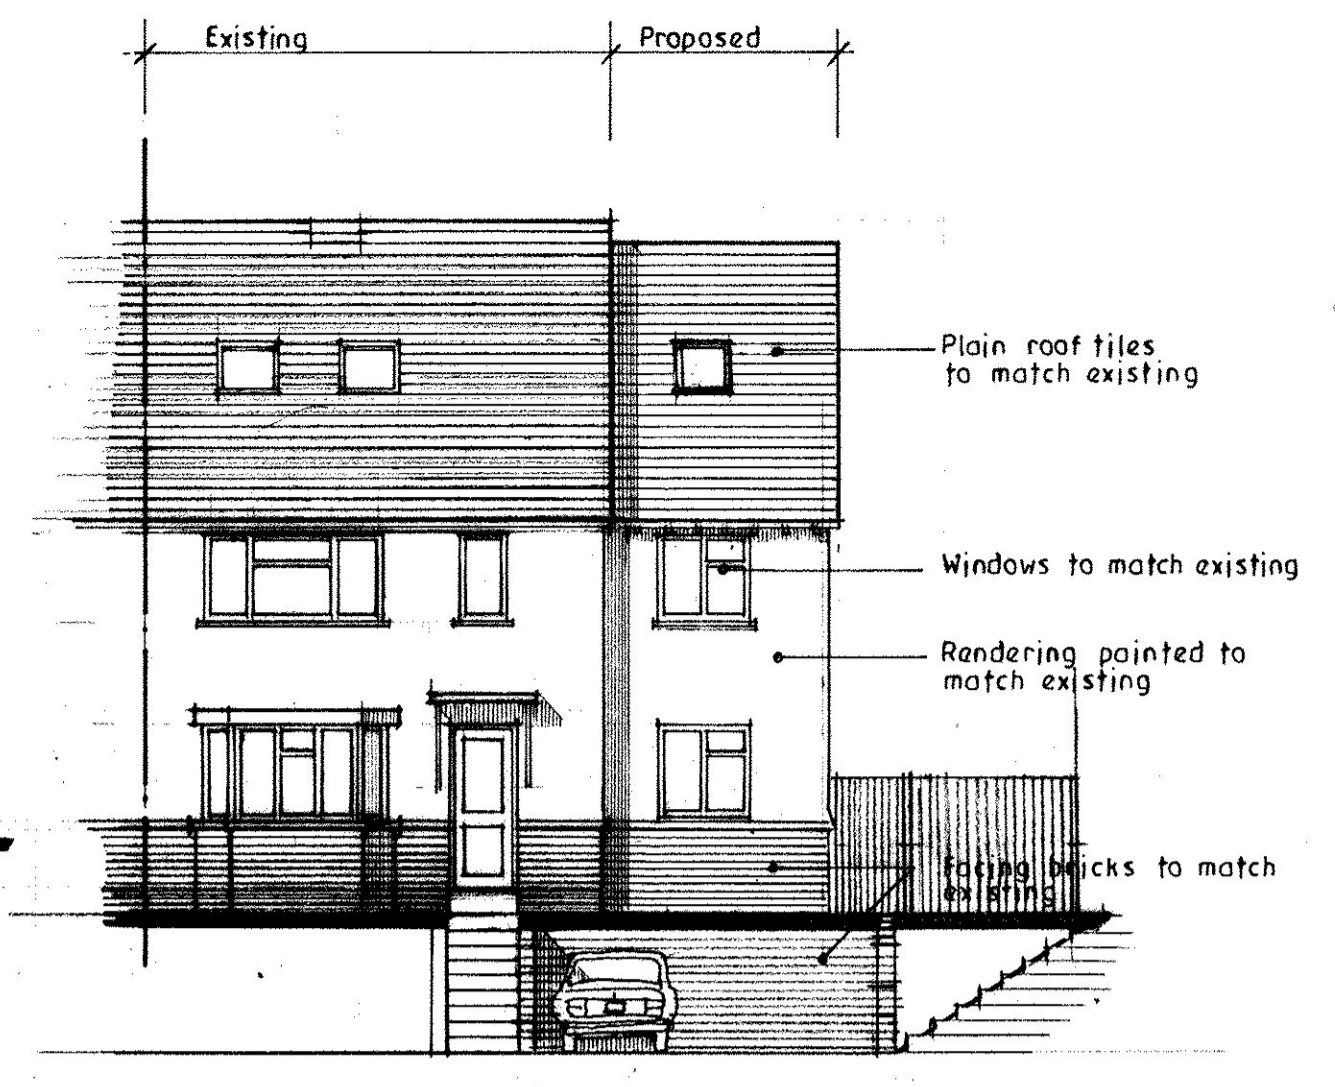 Existing
Proposed
Plain roof tiles
to match existing
Windows to match existing
Rendering painted to
match existing
Facing bricks to match
existing